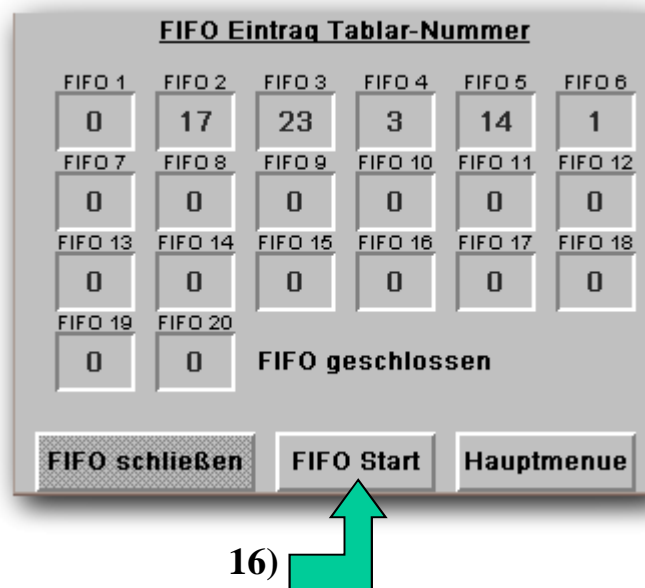 FIFO Eintrag Tablar-Nummer
FIFO 1 FIFO 2 FIFO 3 FIFO 4 FIFO 5 FIFO 6
0 17 23 3 14 1
FIFO 7 FIFO 8 FIFO 9 FIFO 10 FIFO 11 FIFO 12
0 0 0 0 0 0
FIFO 13 FIFO 14 FIFO 15 FIFO 16 FIFO 17 FIFO 18
0 0 0 0 0 0
FIFO 19 FIFO 20
0 0 FIFO geschlossen
FIFO schließen FIFO Start Hauptmenue
16)